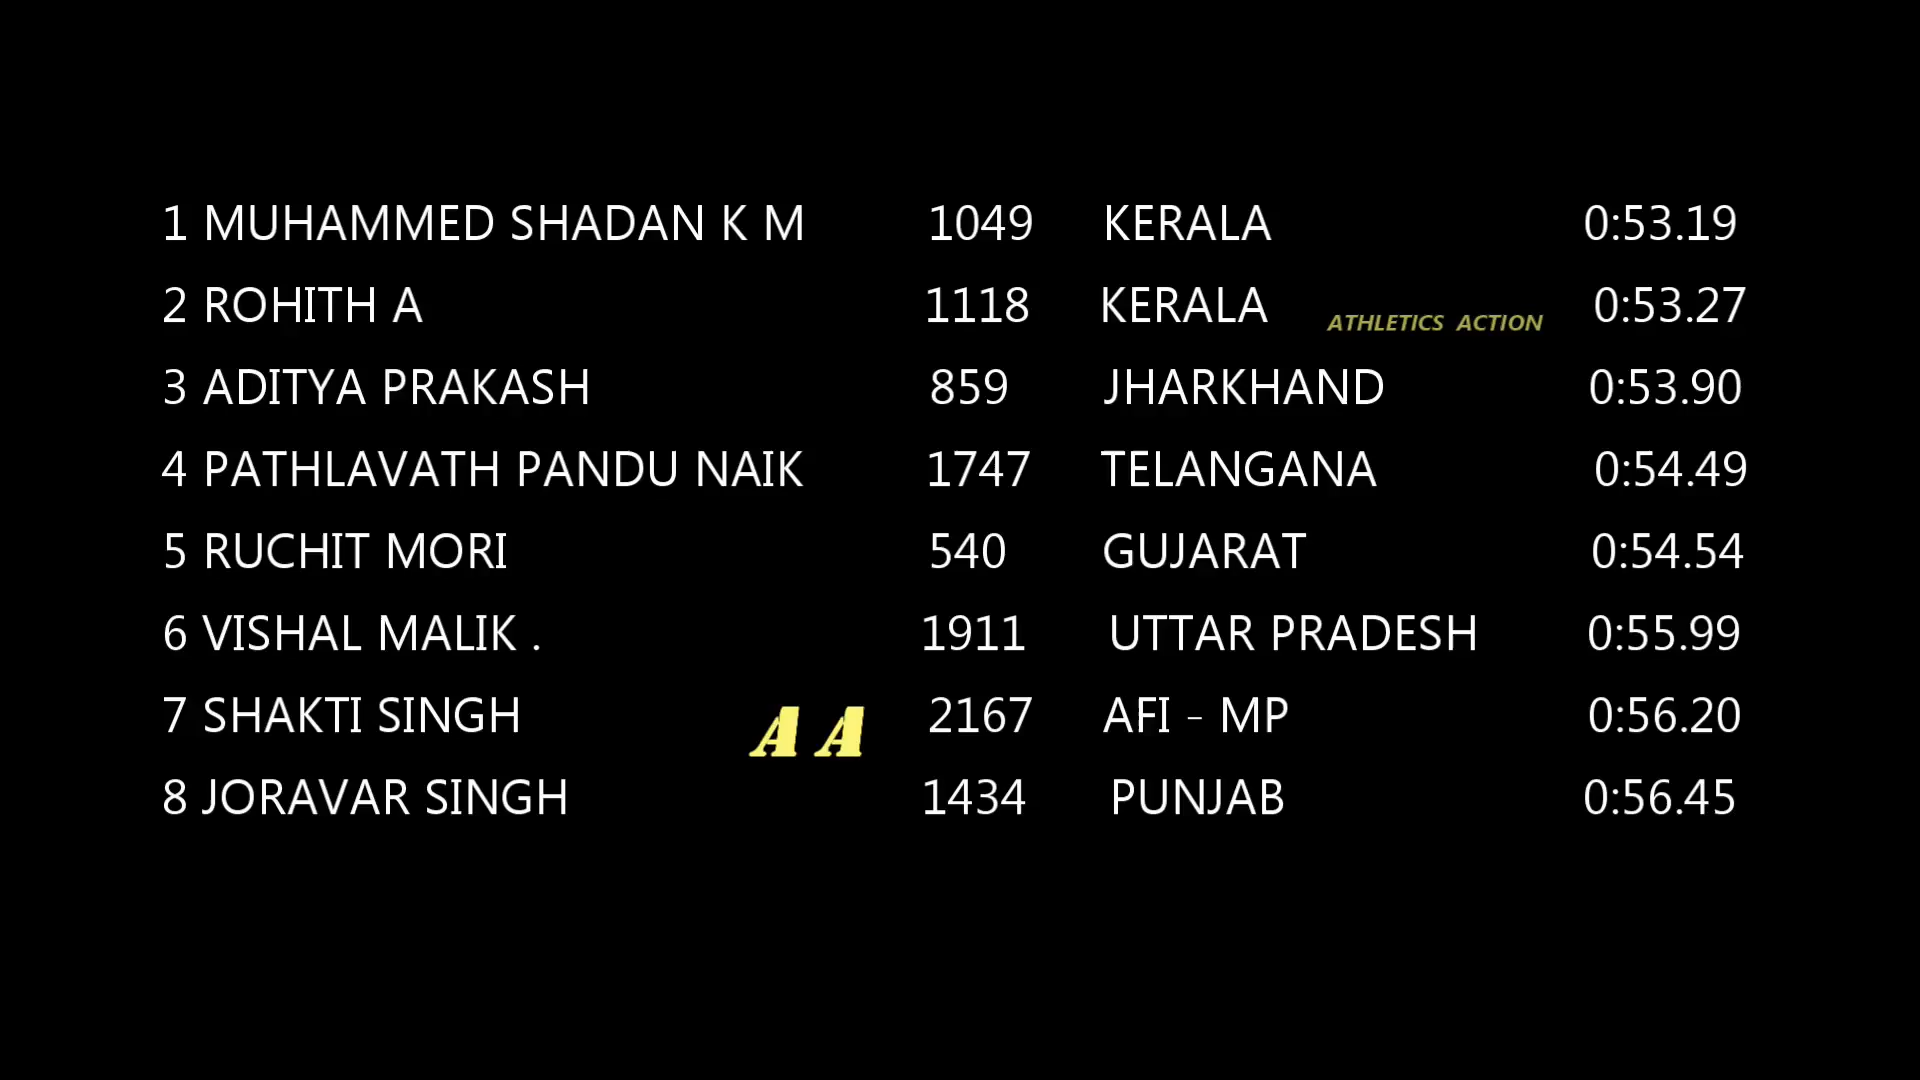 1 MUHAMMED SHADAN K M 1049 KERALA 0:53.19
2 ROHITH A 1118 KERALA 0:53.27
ATHLETICS ACTION
3 ADITYA PRAKASH 859 JHARKHAND 0:53.90
4 PATHLAVATH PANDU NAIK 1747 TELANGANA 0:54.49
5 RUCHIT MORI 540 GUJARAT 0:54.54
6 VISHAL MALIK . 1911 UTTAR PRADESH 0:55.99
7 SHAKTI SINGH 2167 AFI - MP 0:56.20
A A
8 JORAVAR SINGH 1434 PUNJAB 0:56.45